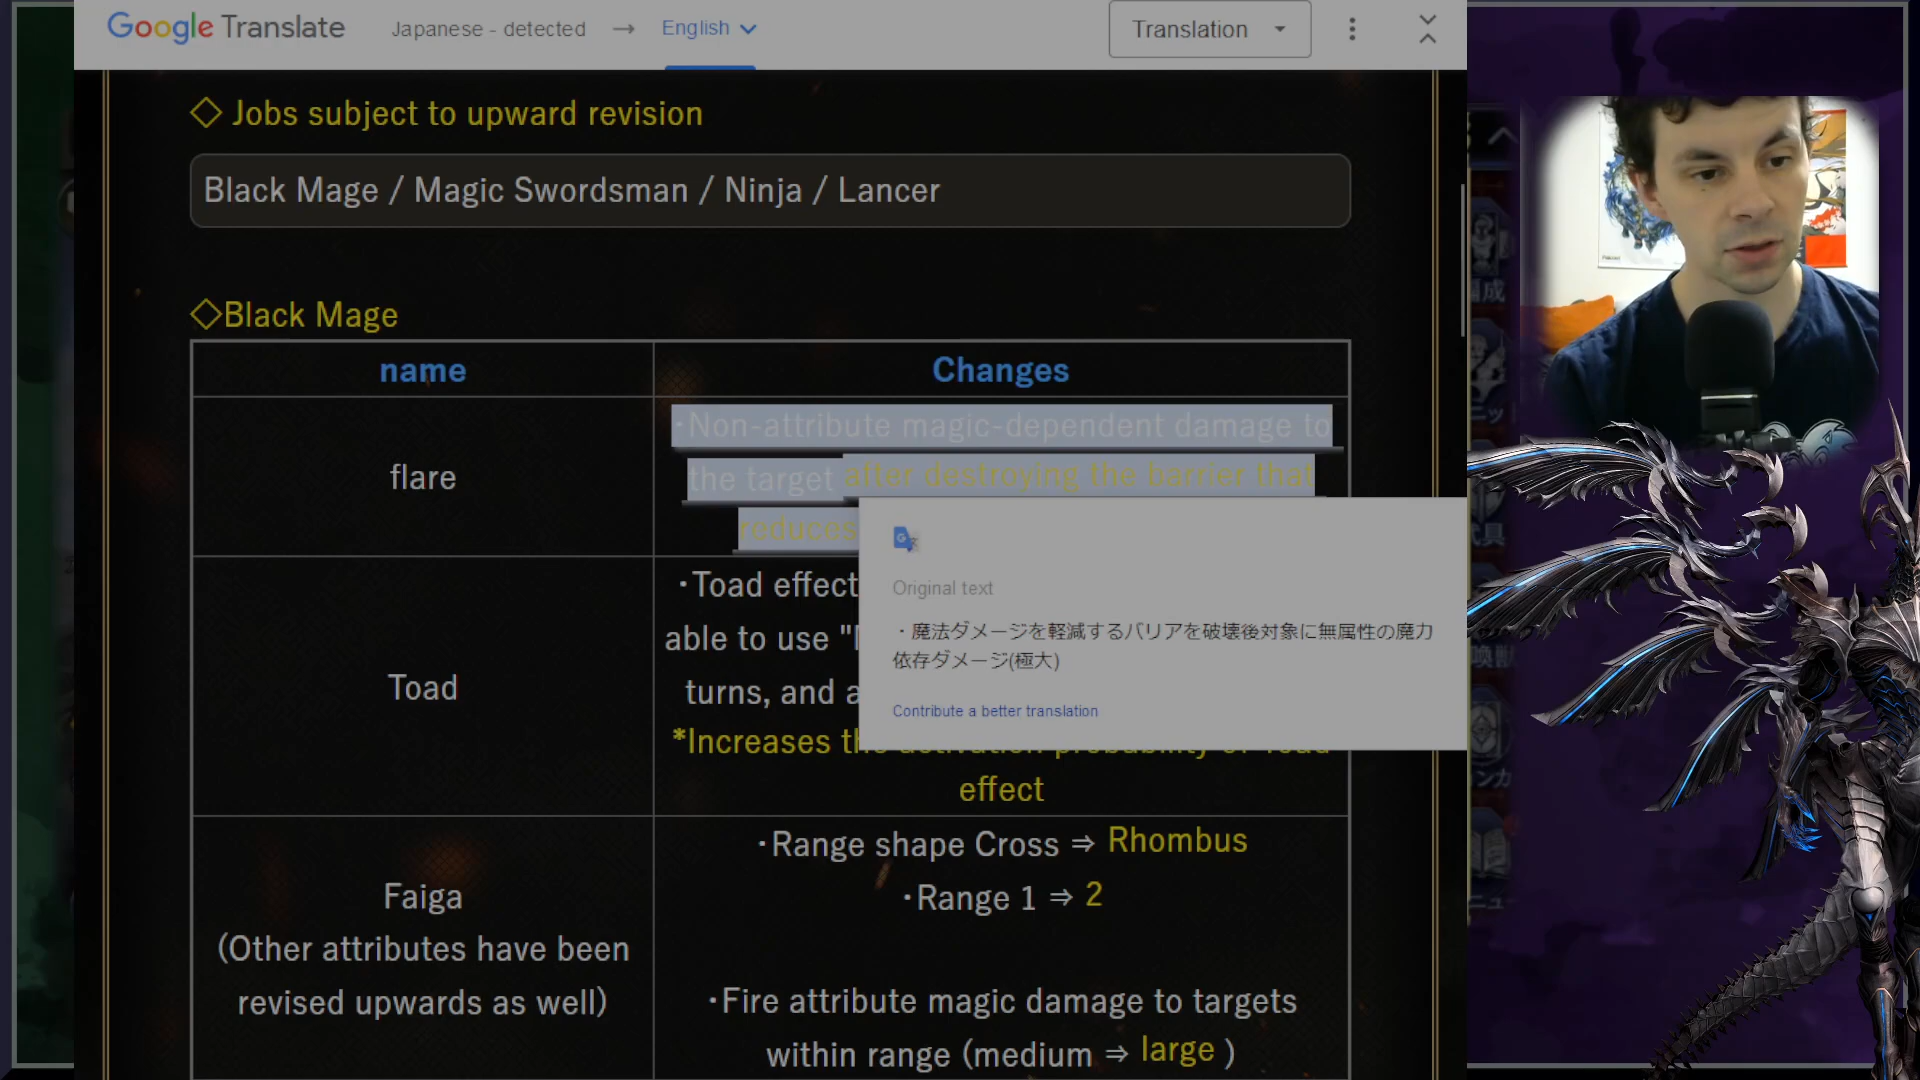 Google Translate
Japanese - detected
→
English
Translation
◇ Jobs subject to upward revision
Black Mage / Magic Swordsman / Ninja / Lancer
◇Black Mage
name
Changes
flare
・Non-attribute magic-dependent damage to
the target after destroying the barrier that
reduces
Original text
・魔法ダメージを軽減するバリアを破壊後対象に無属性の魔力
依存ダメージ(極大)
Contribute a better translation
Toad
・Toad effect
able to use "
turns, and a
*Increases the activation probability of Toad
effect
Faiga
(Other attributes have been
revised upwards as well)
・Range shape Cross ⇒ Rhombus
・Range 1 ⇒ 2
・Fire attribute magic damage to targets
within range (medium ⇒ large )